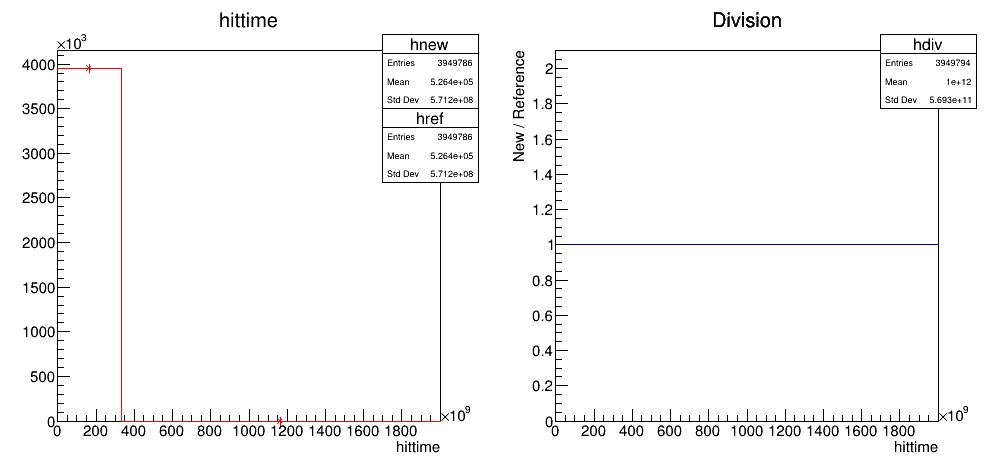 hittime
×10³
hnew
Entries 3949786
Mean 5.264e+05
Std Dev 5.712e+08
href
Entries 3949786
Mean 5.264e+05
Std Dev 5.712e+08
4000
3500
3000
2500
2000
1500
1000
500
0
0 200 400 600 800 1000 1200 1400 1600 1800
×10⁹
hittime
Division
hdiv
Entries 3949794
Mean 1e+12
Std Dev 5.693e+11
New / Reference
2
1.8
1.6
1.4
1.2
1
0.8
0.6
0.4
0.2
0
0 200 400 600 800 1000 1200 1400 1600 1800
×10⁹
hittime